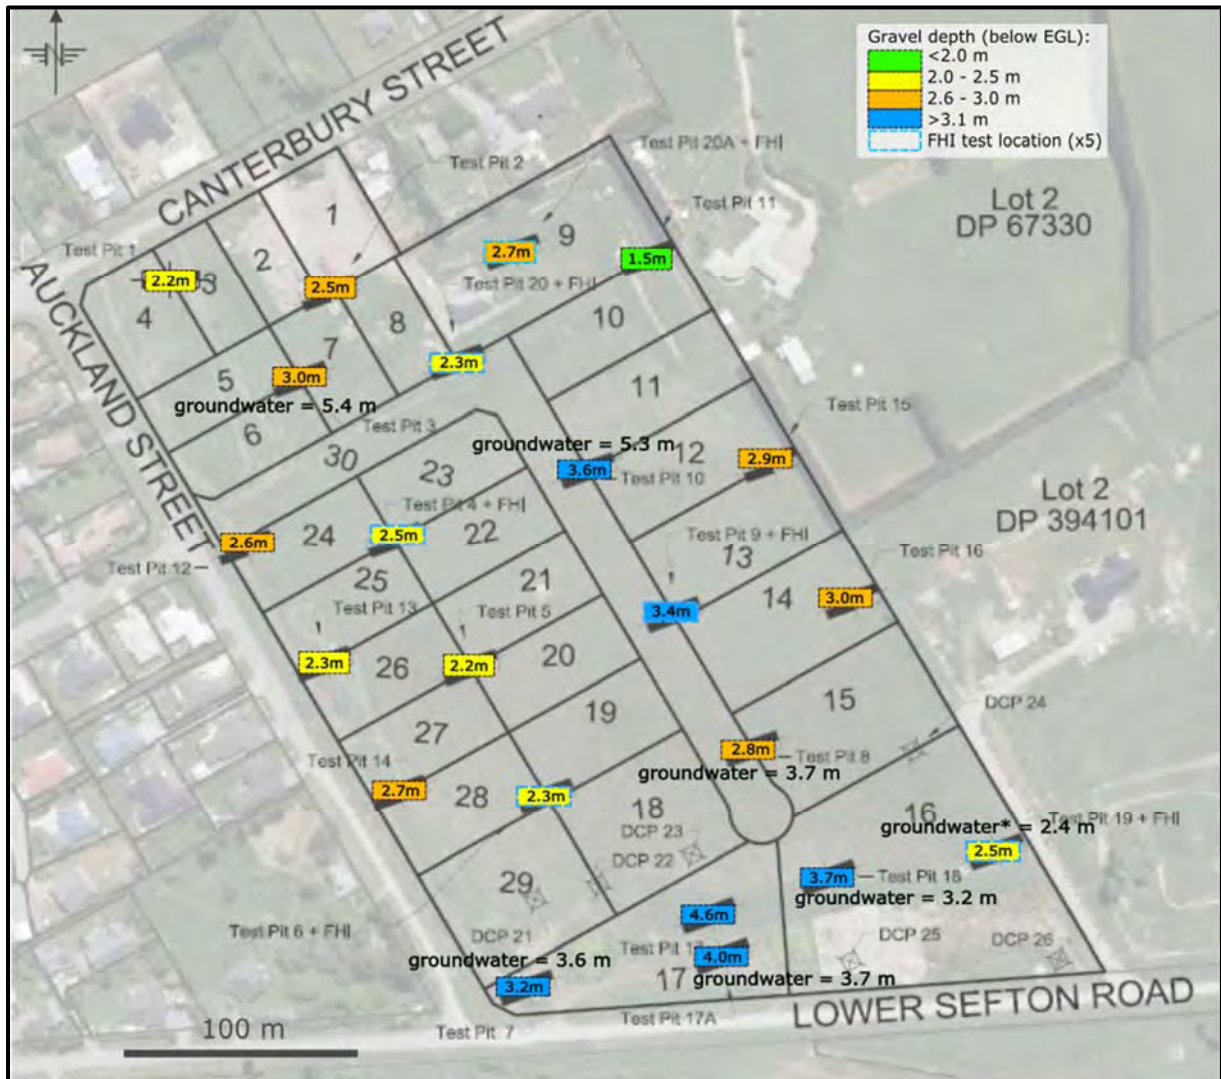 N
CANTERBURY STREET
Gravel depth (below EGL):
<2.0 m
2.0 - 2.5 m
2.6 - 3.0 m
>3.1 m
FHI test location (x5)
Test Pit 20A + FHI
Test Pit 2
Lot 2
DP 67330
Test Pit 11
Test Pit 1
1
2
9
2.7m
1.5m
AUCKLAND STREET
2.2m
3
2.5m
Test Pit 20 + FHI
4
8
10
7
2.3m
5
3.0m
11
groundwater = 5.4 m
Test Pit 15
6
Test Pit 3
groundwater = 5.3 m
12
30
23
3.6m
Test Pit 10
2.9m
Lot 2
DP 394101
Test Pit 4 + FHI
2.6m
24
2.5m
22
Test Pit 9 + FHI
13
Test Pit 16
Test Pit 12
25
21
Test Pit 13
Test Pit 5
3.4m
14
3.0m
2.3m
26
2.2m
20
15
DCP 24
27
19
Test Pit 14
2.8m
Test Pit 8
groundwater = 3.7 m
2.7m
28
2.3m
18
16
Test Pit 19 + FHI
DCP 23
groundwater* = 2.4 m
2.5m
DCP 22
29
3.7m
Test Pit 18
groundwater = 3.2 m
4.6m
Test Pit 6 + FHI
DCP 21
DCP 25
DCP 26
groundwater = 3.6 m
Test Pit 17
4.0m
3.2m
17
groundwater = 3.7 m
LOWER SEFTON ROAD
100 m
Test Pit 7
Test Pit 17A